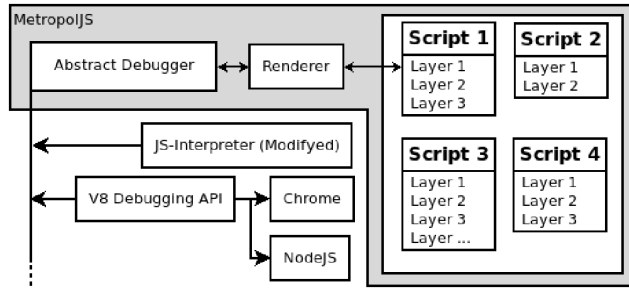 MetropolJS
Abstract Debugger
Renderer
Script 1
Layer 1
Layer 2
Layer 3
Script 2
Layer 1
Layer 2
JS-Interpreter (Modifyed)
V8 Debugging API
Chrome
NodeJS
Script 3
Layer 1
Layer 2
Layer 3
Layer ...
Script 4
Layer 1
Layer 2
Layer 3